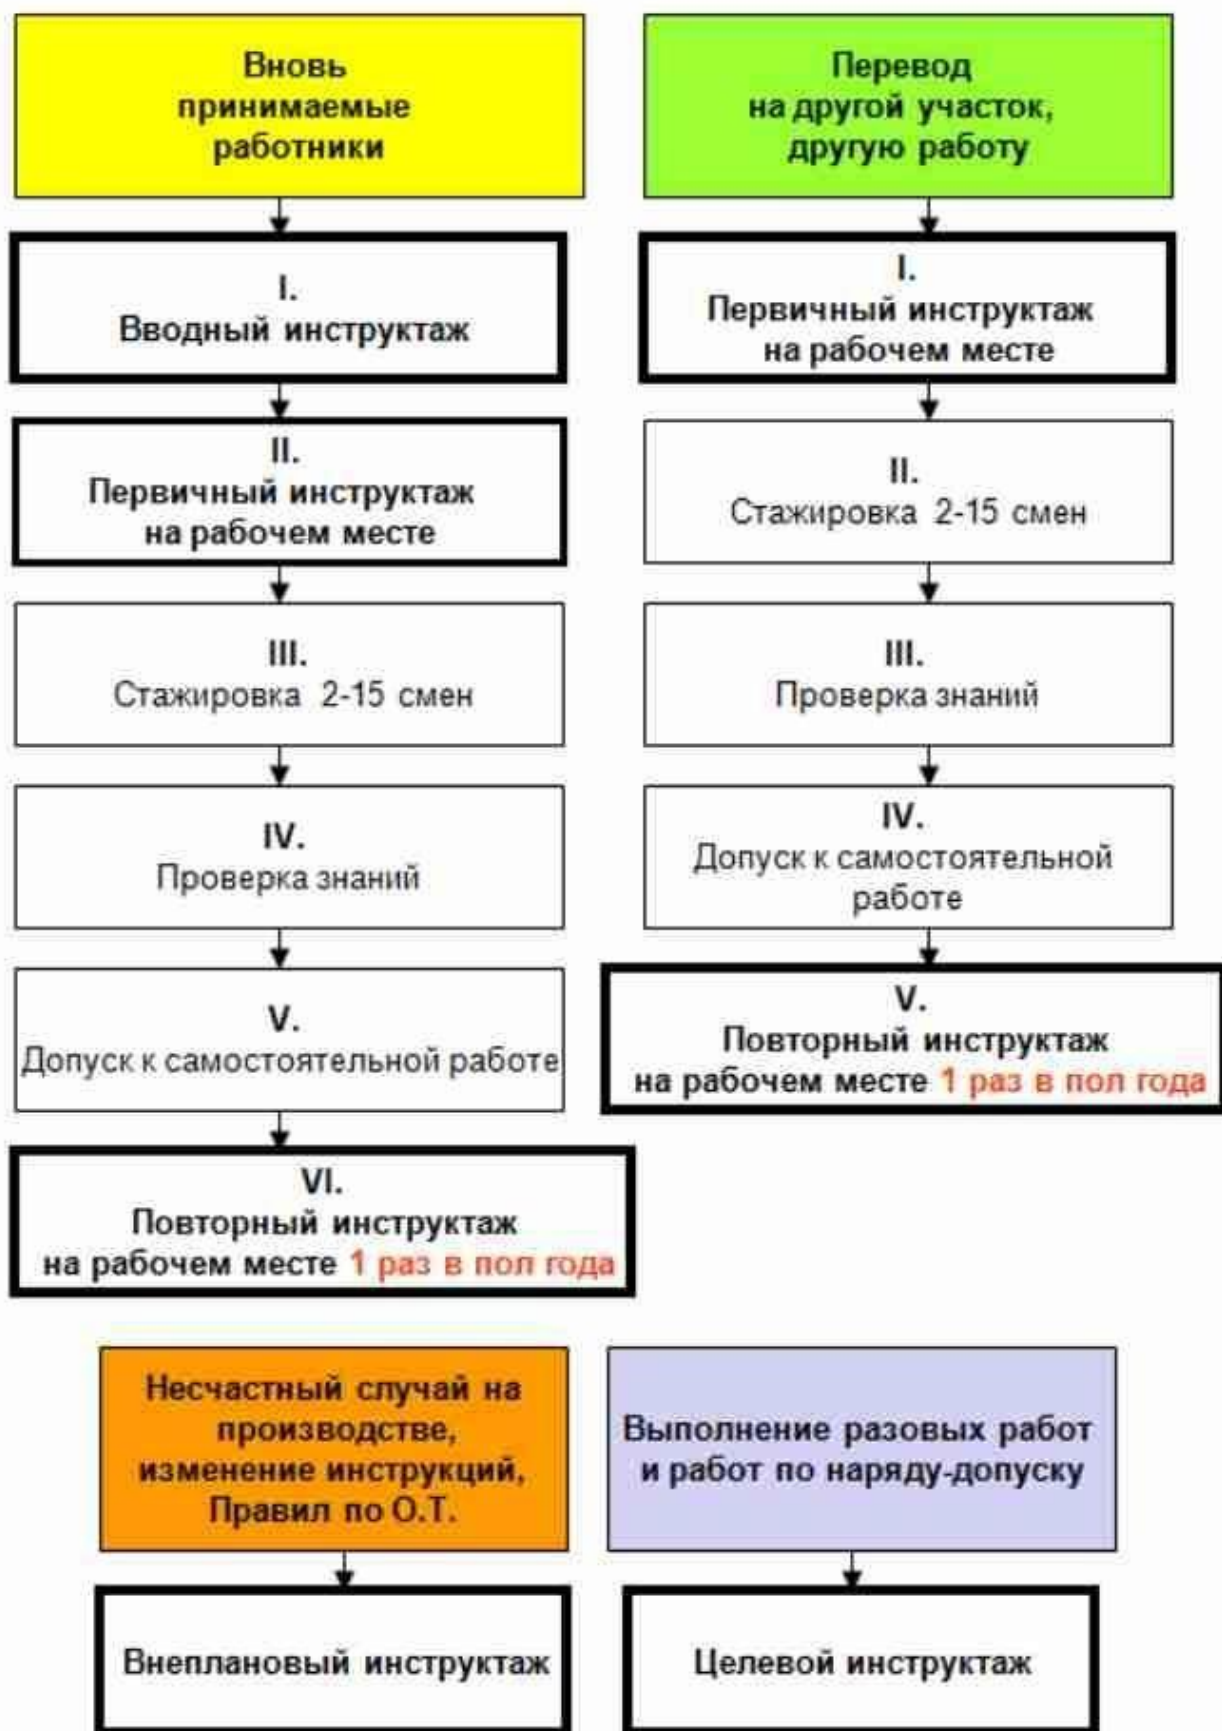 Вновь
принимаемые
работники
I.
Вводный инструктаж
II.
Первичный инструктаж
на рабочем месте
III.
Стажировка 2-15 смен
IV.
Проверка знаний
V.
Допуск к самостоятельной работе
VI.
Повторный инструктаж
на рабочем месте 1 раз в пол года
Перевод
на другой участок,
другую работу
I.
Первичный инструктаж
на рабочем месте
II.
Стажировка 2-15 смен
III.
Проверка знаний
IV.
Допуск к самостоятельной
работе
V.
Повторный инструктаж
на рабочем месте 1 раз в пол года
Несчастный случай на
производстве,
изменение инструкций,
Правил по О.Т.
Внеплановый инструктаж
Выполнение разовых работ
и работ по наряду-допуску
Целевой инструктаж